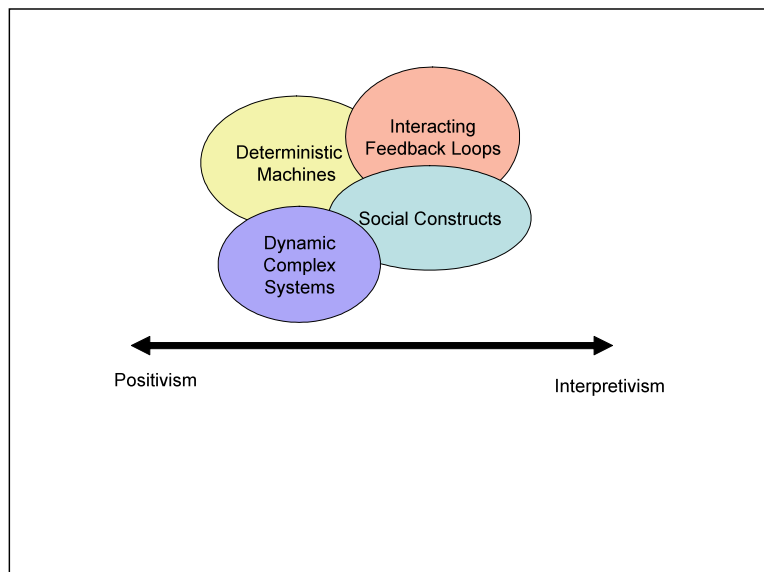 Deterministic
Machines
Interacting
Feedback Loops
Social Constructs
Dynamic
Complex
Systems
Positivism
Interpretivism